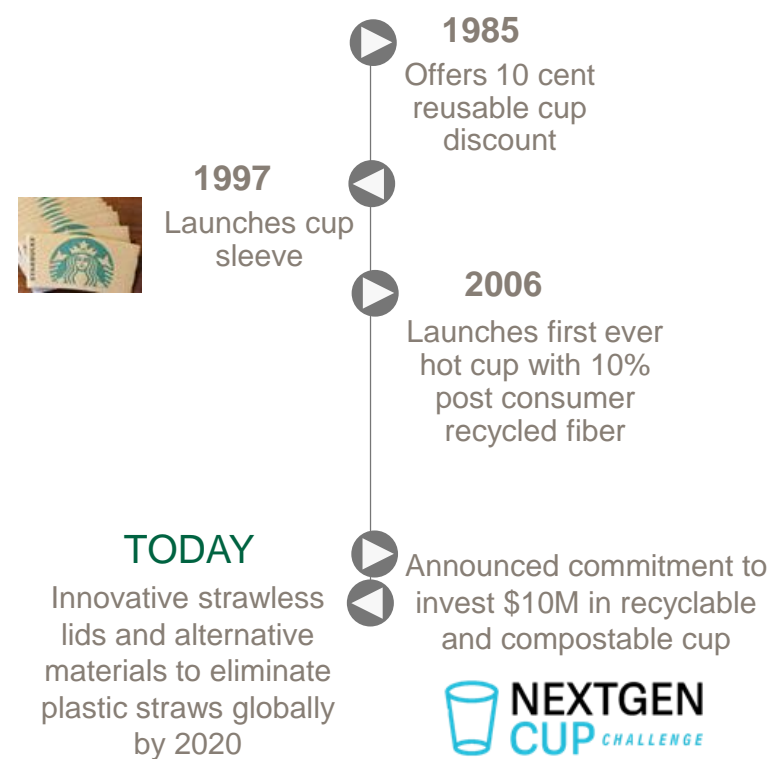 1985
Offers 10 cent
reusable cup
discount
1997
Launches cup
sleeve
STARBUCKS
2006
Launches first ever
hot cup with 10%
post consumer
recycled fiber
TODAY
Innovative strawless
lids and alternative
materials to eliminate
plastic straws globally
by 2020
Announced commitment to
invest $10M in recyclable
and compostable cup
NEXTGEN
CUP CHALLENGE